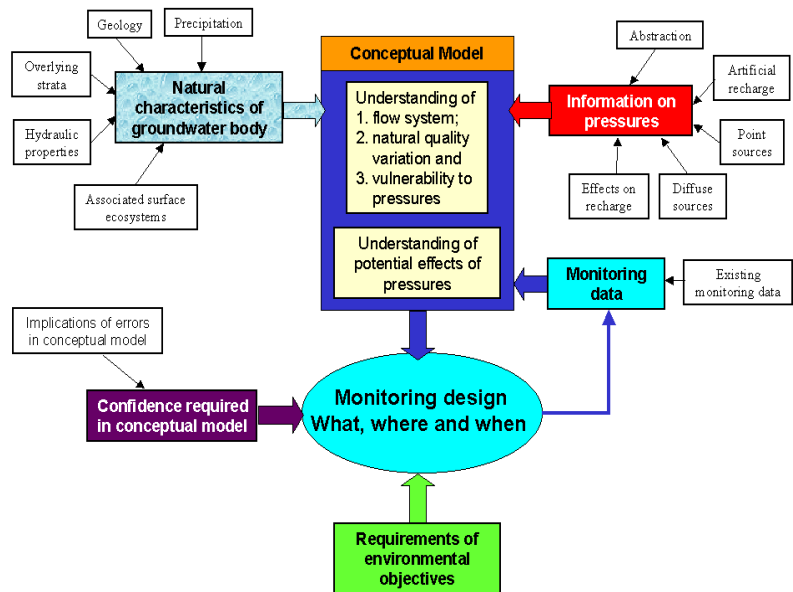 Geology
Precipitation
Overlying
strata
Natural
characteristics of
groundwater body
Hydraulic
properties
Associated surface
ecosystems
Conceptual Model
Understanding of
1. flow system;
2. natural quality
variation and
3. vulnerability to
pressures
Understanding of
potential effects of
pressures
Abstraction
Artificial
recharge
Information on
pressures
Point
sources
Effects on
recharge
Diffuse
sources
Monitoring
data
Existing
monitoring data
Implications of errors
in conceptual model
Confidence required
in conceptual model
Monitoring design
What, where and when
Requirements of
environmental
objectives